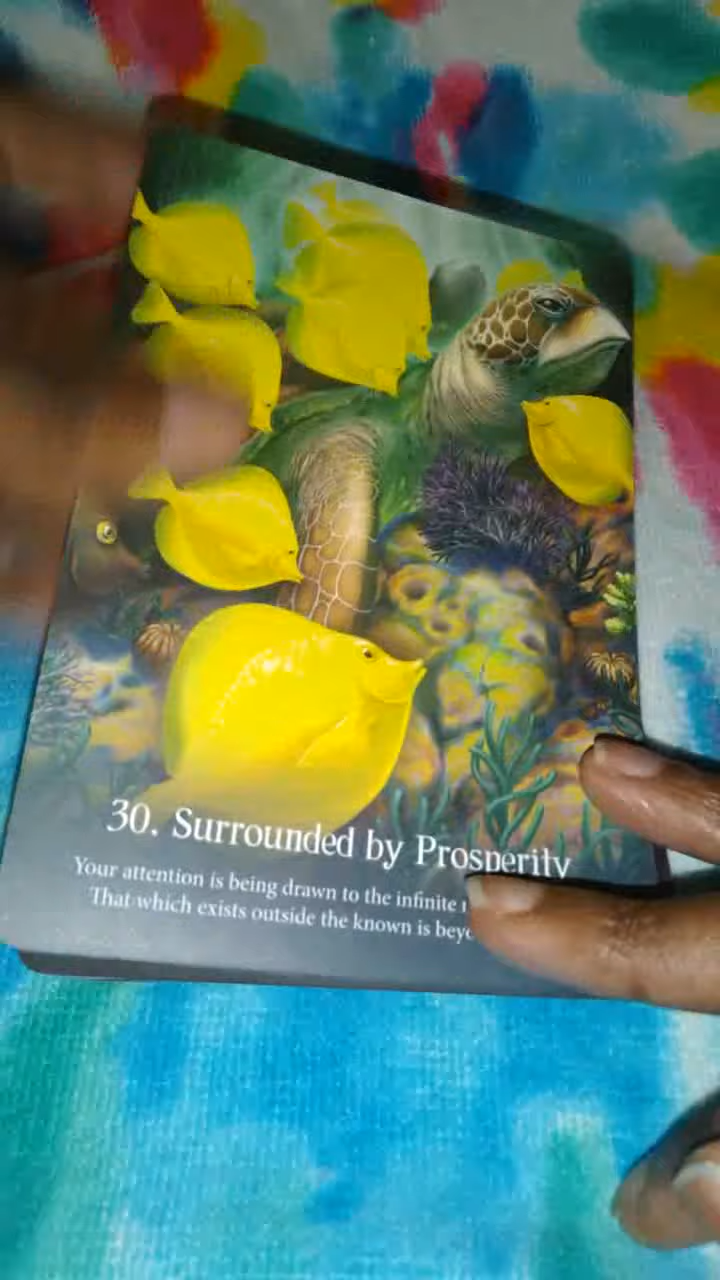 30. Surrounded by Prosperity
Your attention is being drawn to the infinite
That which exists outside the known is